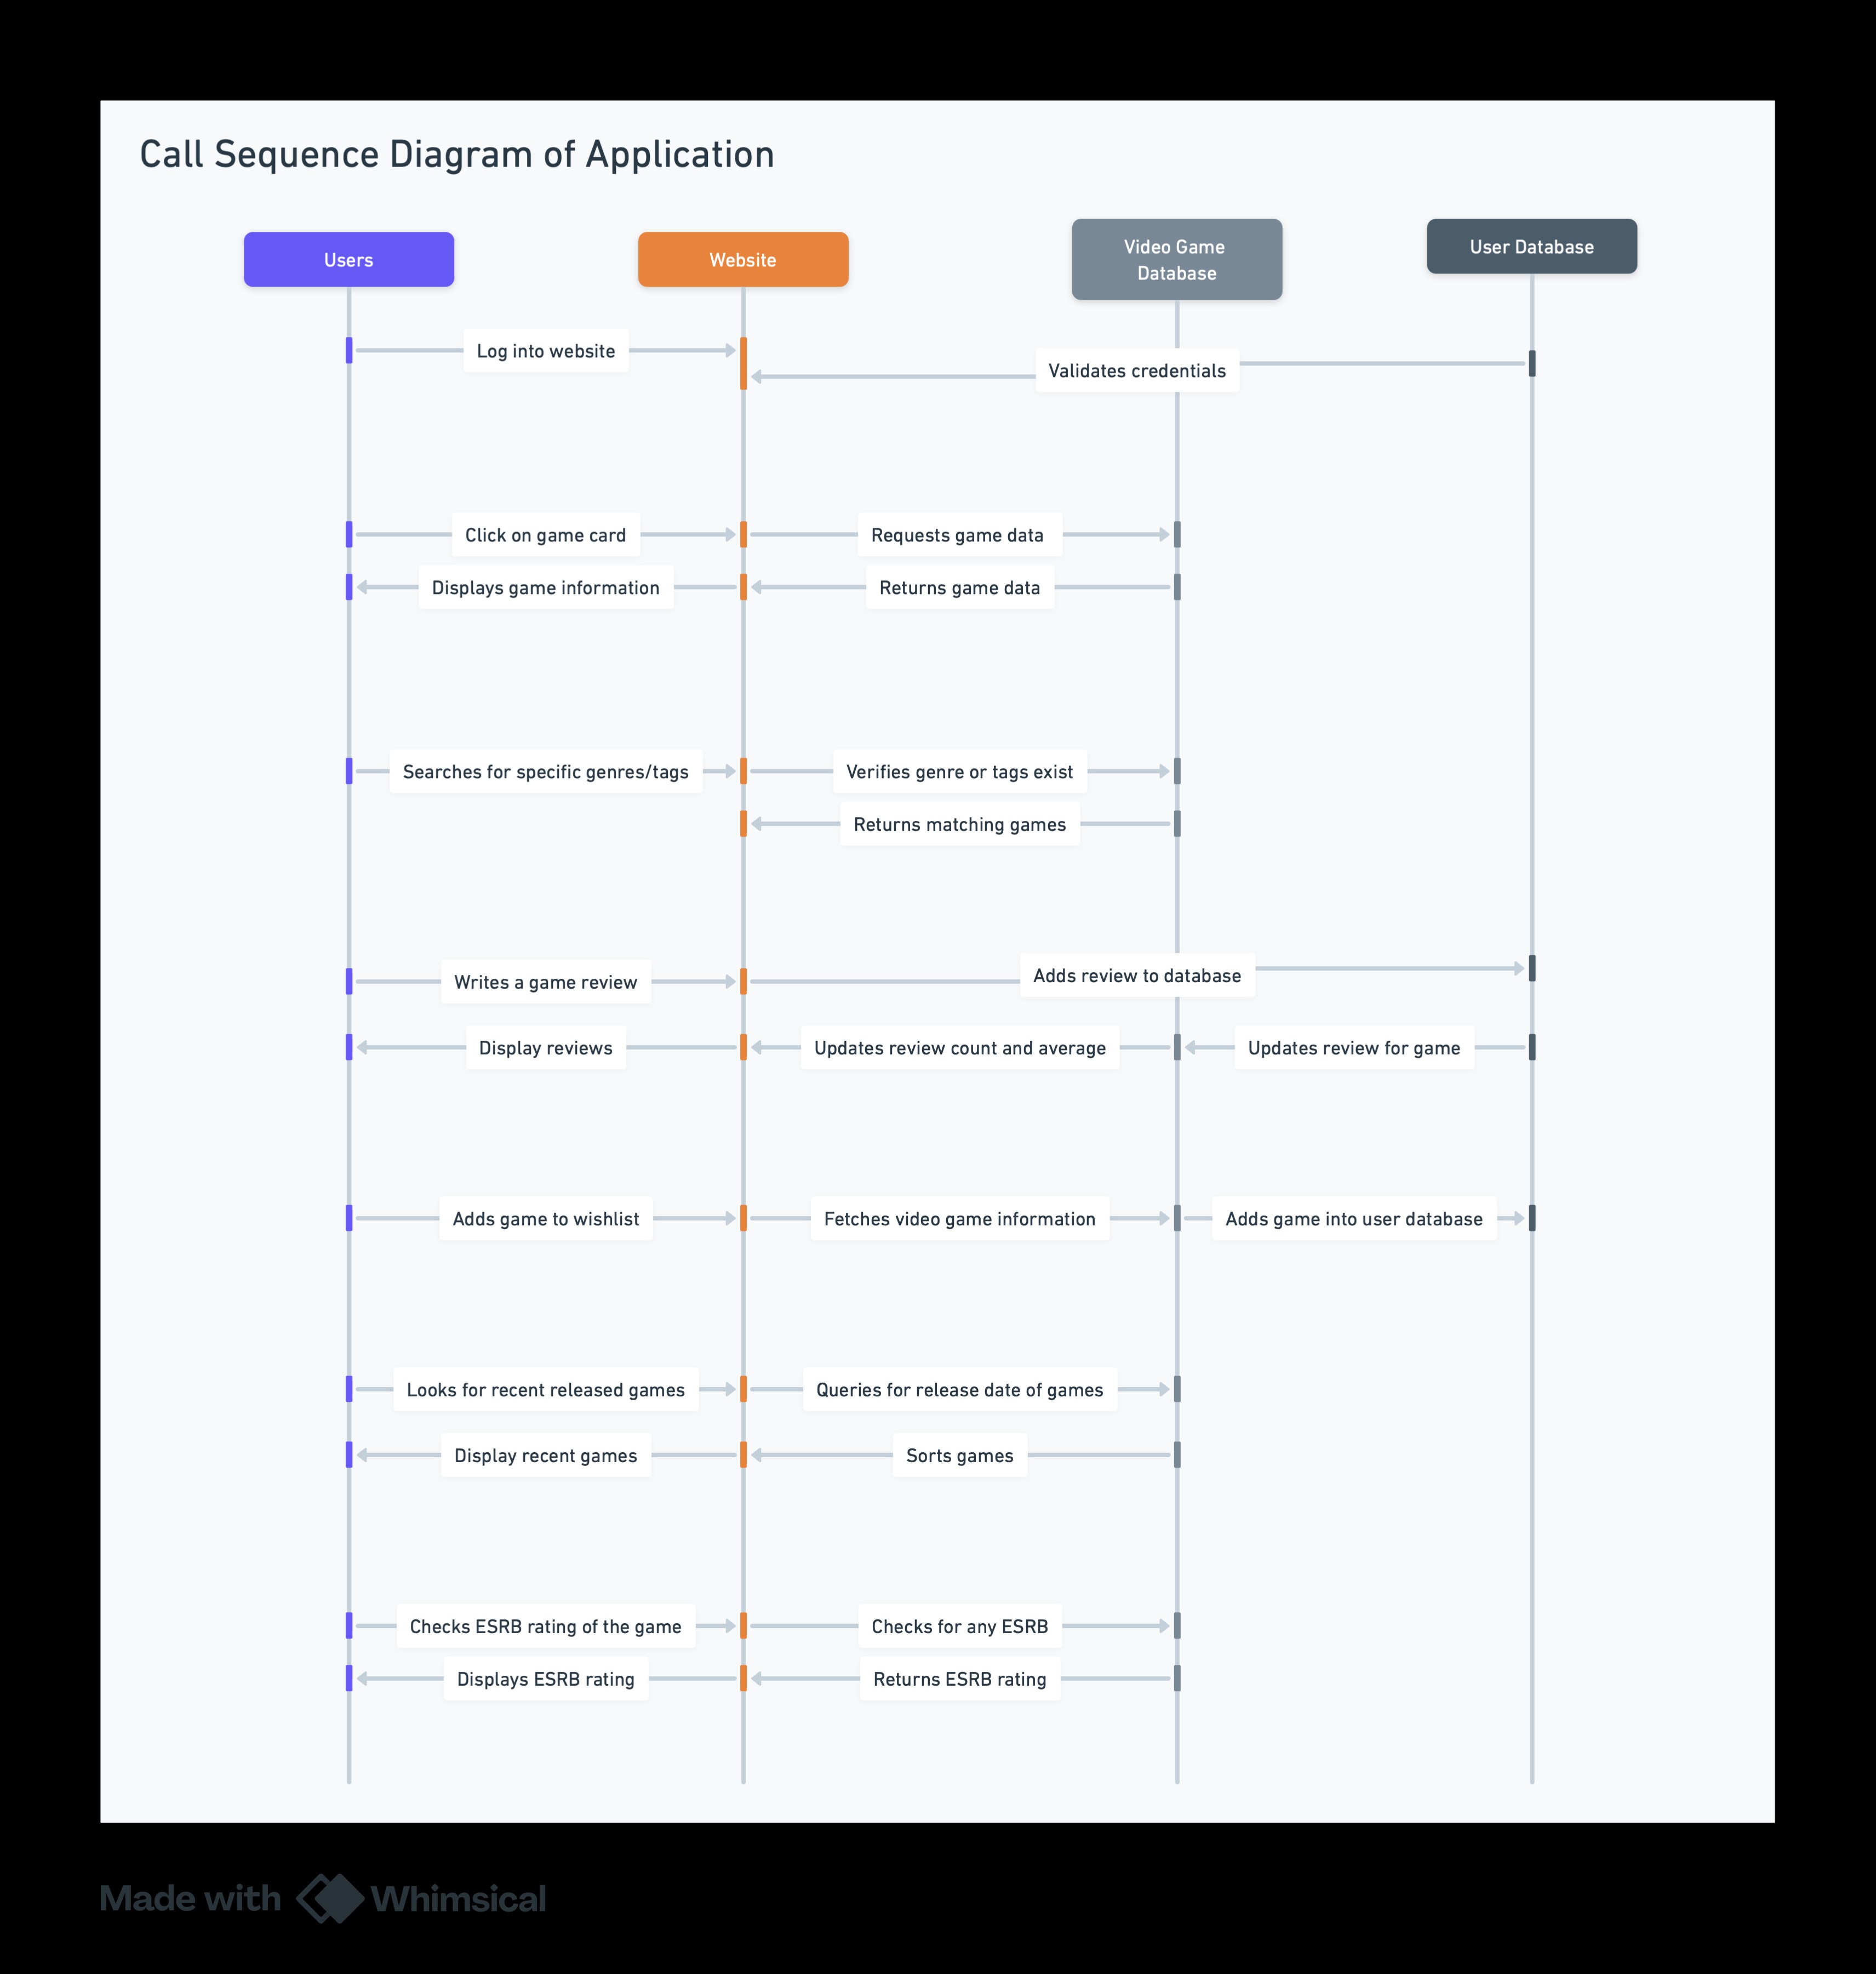 Call Sequence Diagram of Application
Users
Website
Video Game
Database
User Database
Log into website
Validates credentials
Click on game card
Requests game data
Displays game information
Returns game data
Searches for specific genres/tags
Verifies genre or tags exist
Returns matching games
Writes a game review
Adds review to database
Display reviews
Updates review count and average
Updates review for game
Adds game to wishlist
Fetches video game information
Adds game into user database
Looks for recent released games
Queries for release date of games
Display recent games
Sorts games
Checks ESRB rating of the game
Checks for any ESRB
Displays ESRB rating
Returns ESRB rating
Made with Whimsical